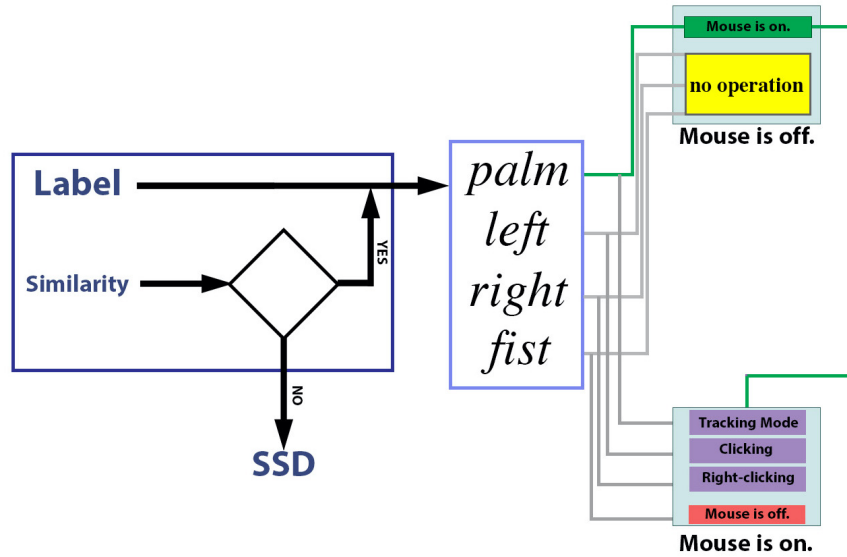 Label
Similarity
YES
NO
SSD
palm
left
right
fist
Mouse is on.
no operation
Mouse is off.
Tracking Mode
Clicking
Right-clicking
Mouse is off.
Mouse is on.